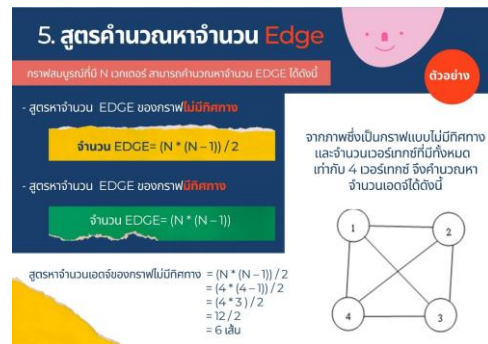 5. สูตรคำนวณหาจำนวน Edge
กราฟสมบูรณ์ที่มี N เวกเตอร์ สามารถคำนวณหาจำนวน EDGE ได้ดังนี้
ตัวอย่าง
- สูตรหาจำนวน EDGE ของกราฟไม่มีทิศทาง
จำนวน EDGE= (N * (N – 1)) / 2
- สูตรหาจำนวน EDGE ของกราฟมีทิศทาง
จำนวน EDGE= (N * (N – 1))
จากภาพซึ่งเป็นกราฟแบบไม่มีทิศทาง
และจำนวนเวอร์เทกซ์ที่มีทั้งหมด
เท่ากับ 4 เวอร์เทกซ์ จึงคำนวณหา
จำนวนเอดจ์ได้ดังนี้
1
2
4
3
สูตรหาจำนวนเอดจ์ของกราฟไม่มีทิศทาง = (N * (N – 1)) / 2
= (4 * (4 – 1)) / 2
= (4 * 3 ) / 2
= 12 / 2
= 6 เส้น